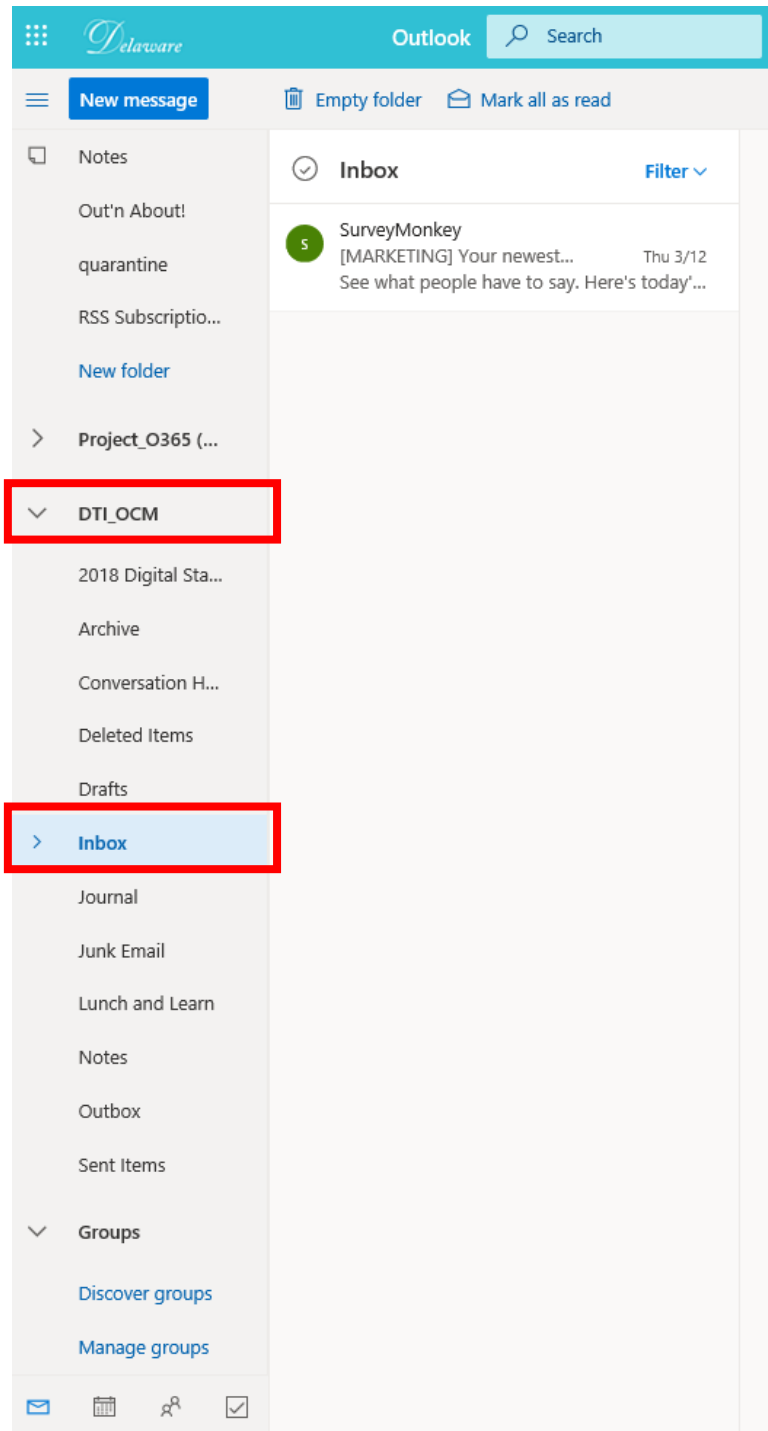 Delaware
Outlook
Search
New message
Empty folder
Mark all as read
Notes
Out'n About!
quarantine
RSS Subscriptio...
New folder
Project_O365 (...
DTI_OCM
2018 Digital Sta...
Archive
Conversation H...
Deleted Items
Drafts
Inbox
Journal
Junk Email
Lunch and Learn
Notes
Outbox
Sent Items
Groups
Discover groups
Manage groups
Inbox
Filter
S
SurveyMonkey
[MARKETING] Your newest... Thu 3/12
See what people have to say. Here's today'...